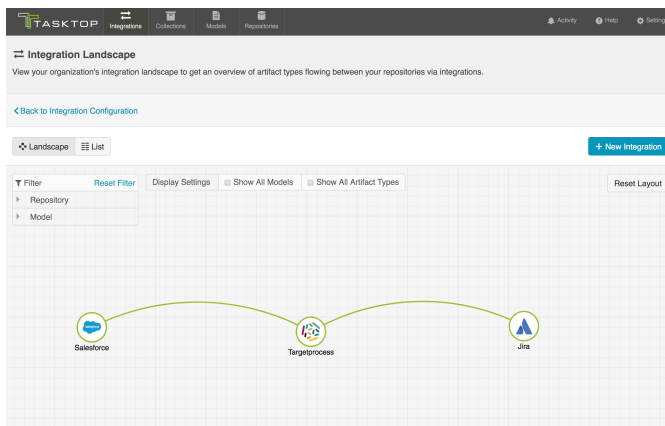 TASKTOP
Integrations
Collections
Models
Repositories
Activity
Help
Setting
Integration Landscape
View your organization's integration landscape to get an overview of artifact types flowing between your repositories via integrations.
Back to Integration Configuration
Landscape
List
+ New Integration
Filter
Reset Filter
Display Settings
Show All Models
Show All Artifact Types
Reset Layout
Repository
Model
salesforce
Salesforce
Targetprocess
Jira